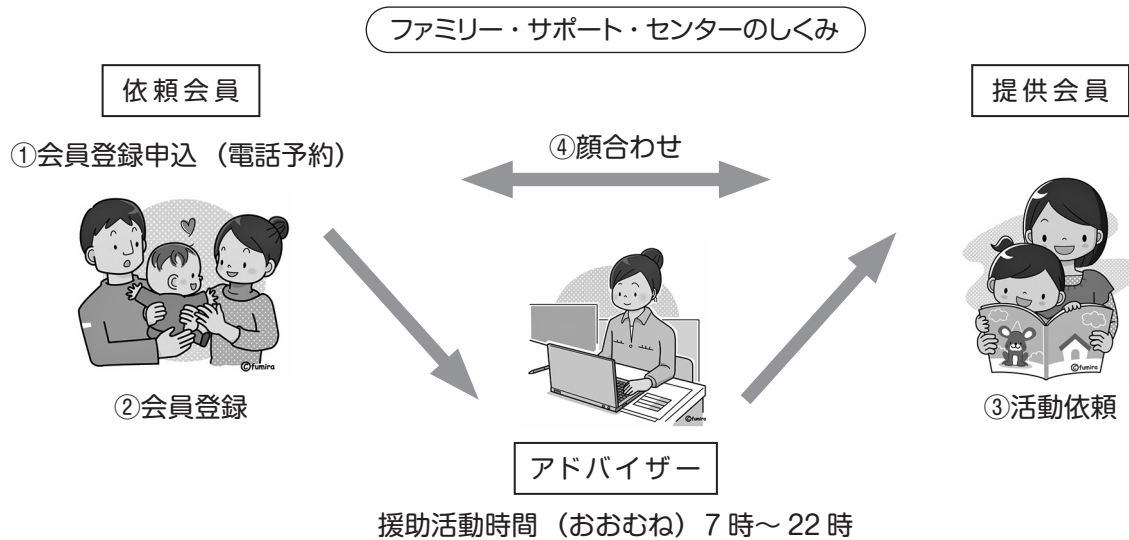 ファミリー・サポート・センターのしくみ
依頼会員
提供会員
①会員登録申込 （電話予約）
④顔合わせ
©fumira
©fumira
©fumira
②会員登録
③活動依頼
アドバイザー
援助活動時間 （おおむね） 7時～22時